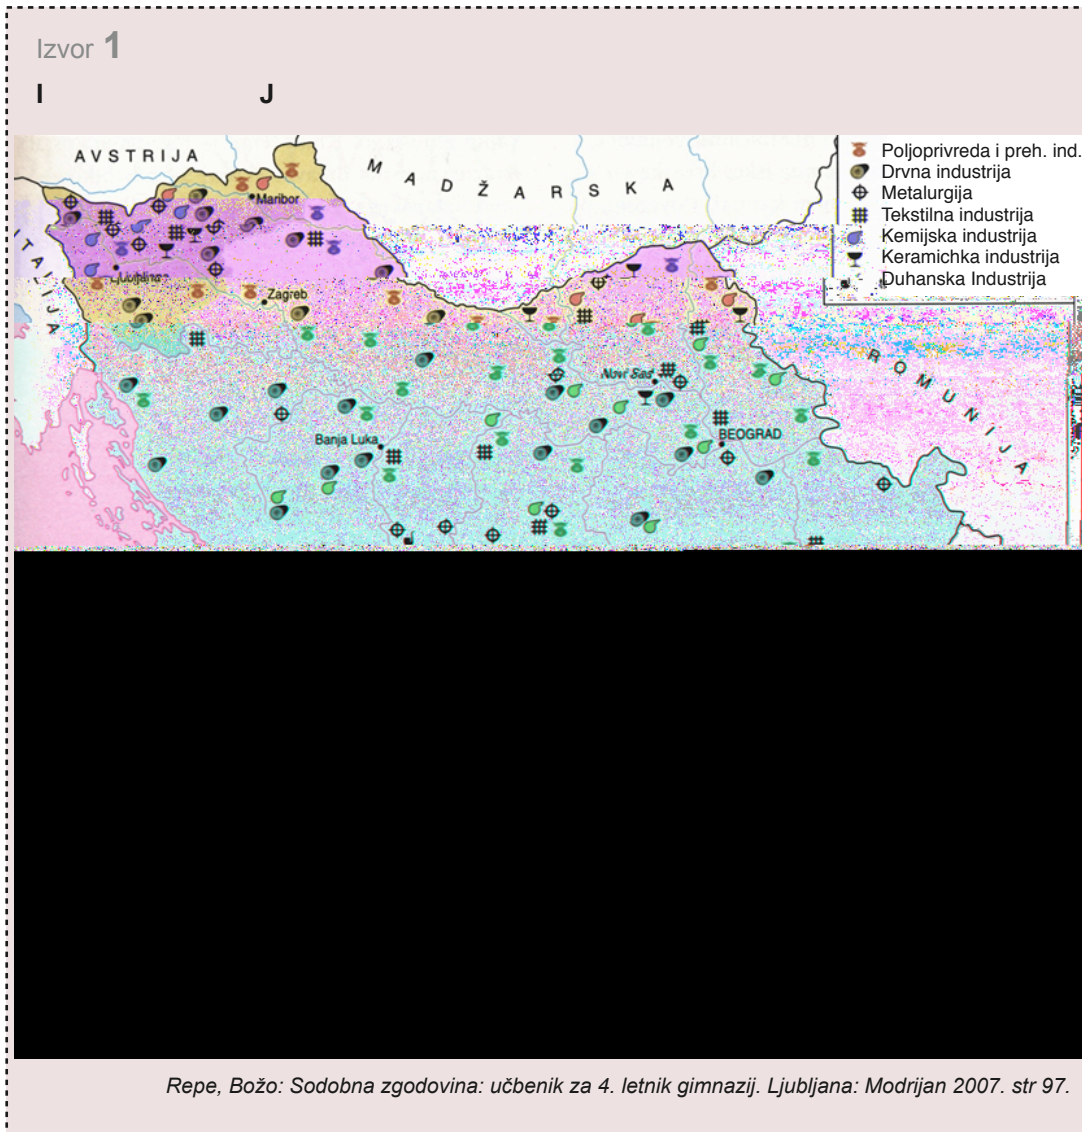 Izvor 1
I J
AVSTRIJA
MADŽARSKA
ITALIJA
ROMUNIJA
Maribor
Ljubljana
Zagreb
Novi Sad
Banja Luka
BEOGRAD
Poljoprivreda i preh. ind.
Drvna industrija
Metalurgija
Tekstilna industrija
Kemijska industrija
Keramichka industrija
Duhanska Industrija
Repe, Božo: Sodobna zgodovina: učbenik za 4. letnik gimnazij. Ljubljana: Modrijan 2007. str 97.